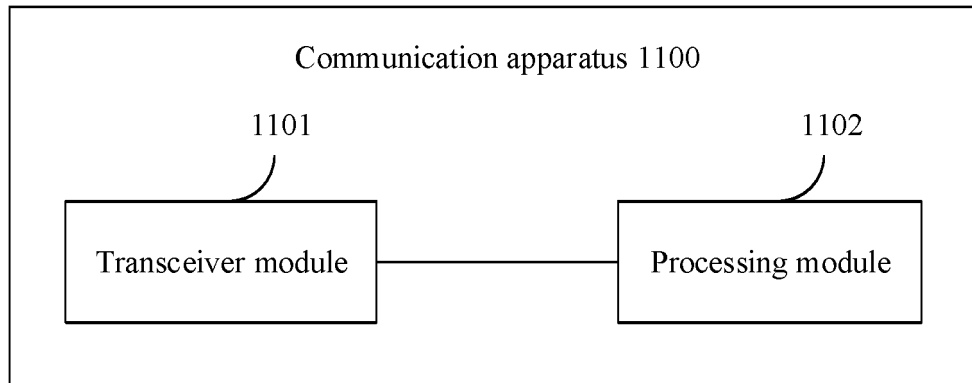 Communication apparatus 1100
1101
1102
Transceiver module
Processing module